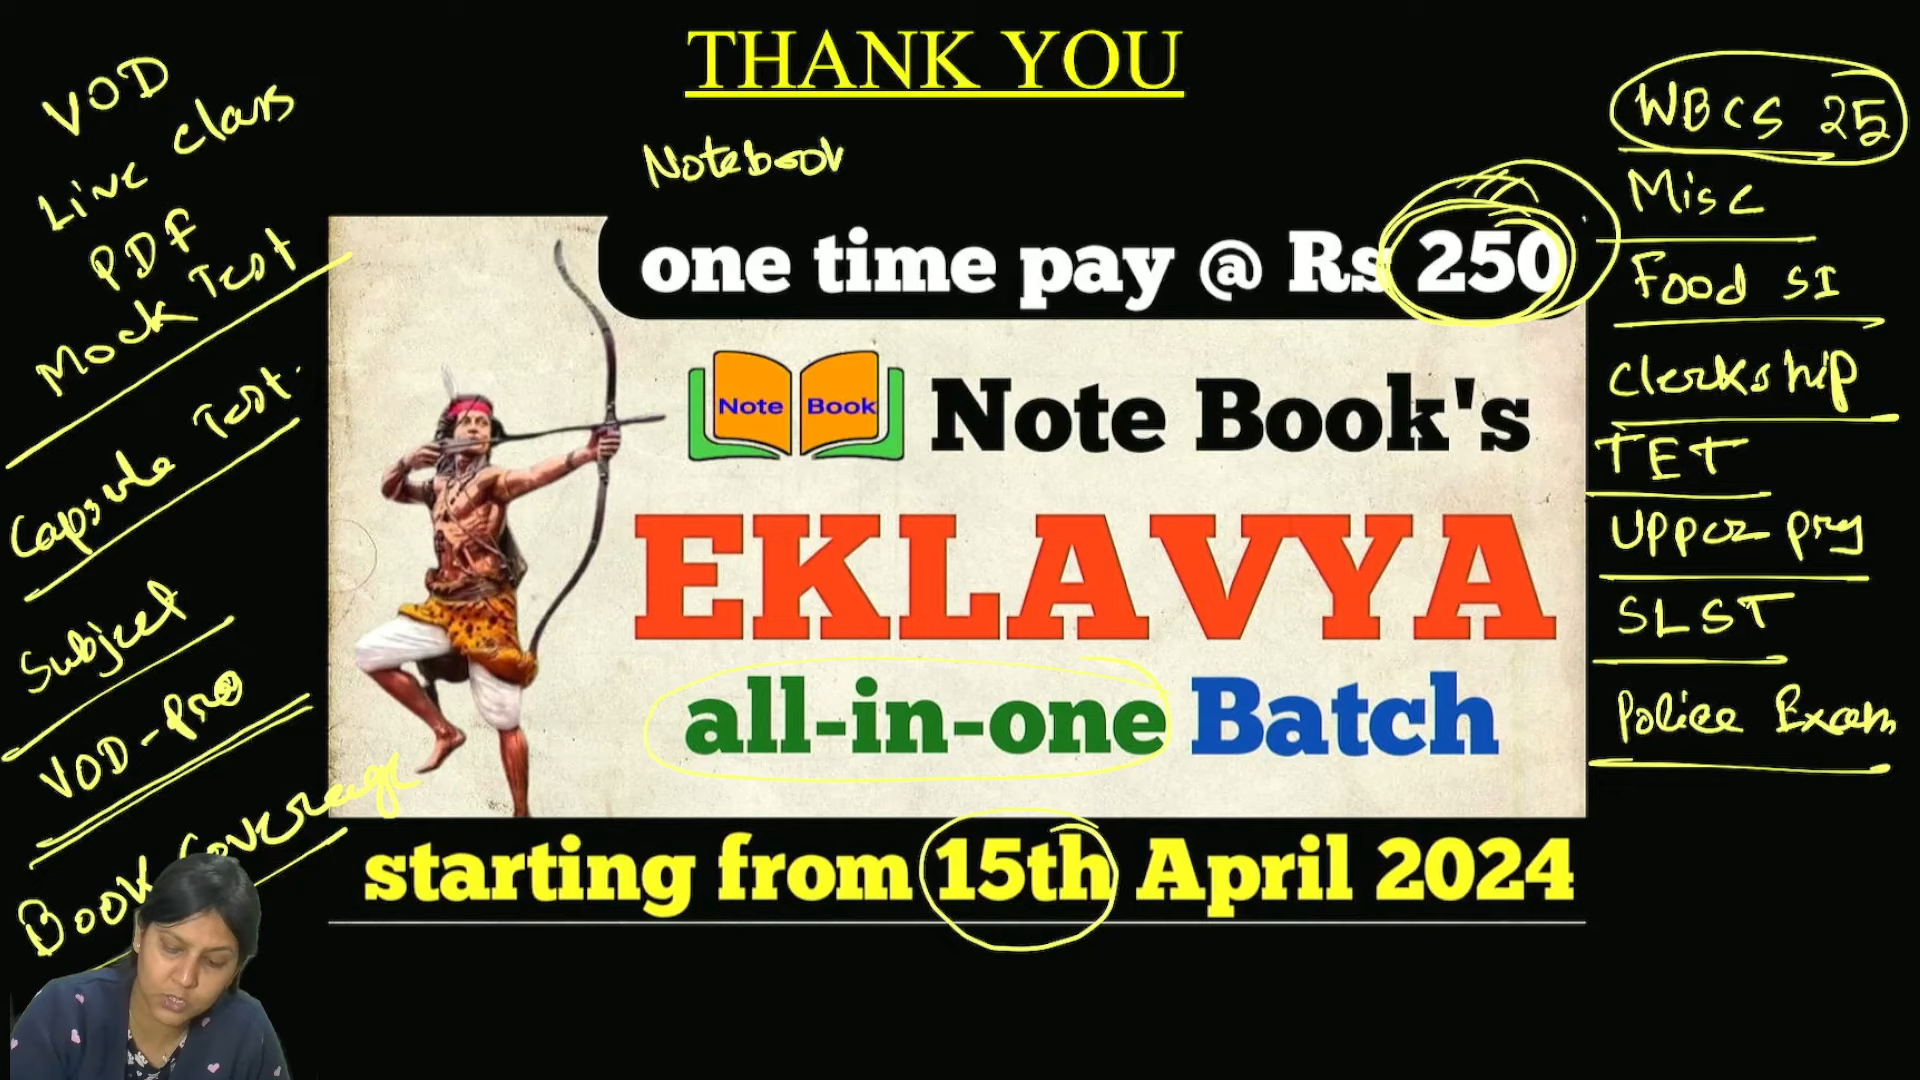 THANK YOU
VOD
Live Class
PDF
Mock Test
Capsule Test.
Subject
VOD-Pro
Book Coverage
Notebook
one time pay @ Rs 250
Note Book
Note Book's
EKLAVYA
all-in-one Batch
starting from 15th April 2024
WBCS 25
Misc
Food SI
Clerkship
TET
Upper pry
SLST
Police Exam